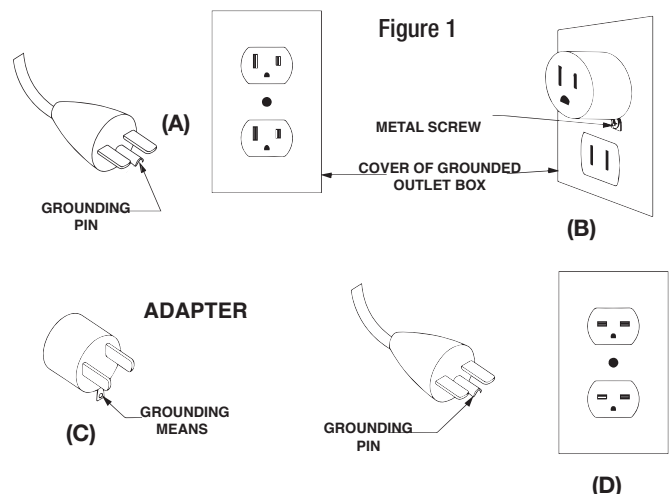 Figure 1
(A)
METAL SCREW
COVER OF GROUNDED
OUTLET BOX
GROUNDING
PIN
(B)
ADAPTER
GROUNDING
MEANS
(C)
GROUNDING
PIN
(D)